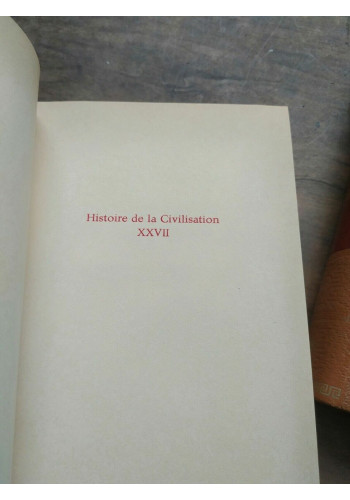 Histoire de la Civilisation
XXVII